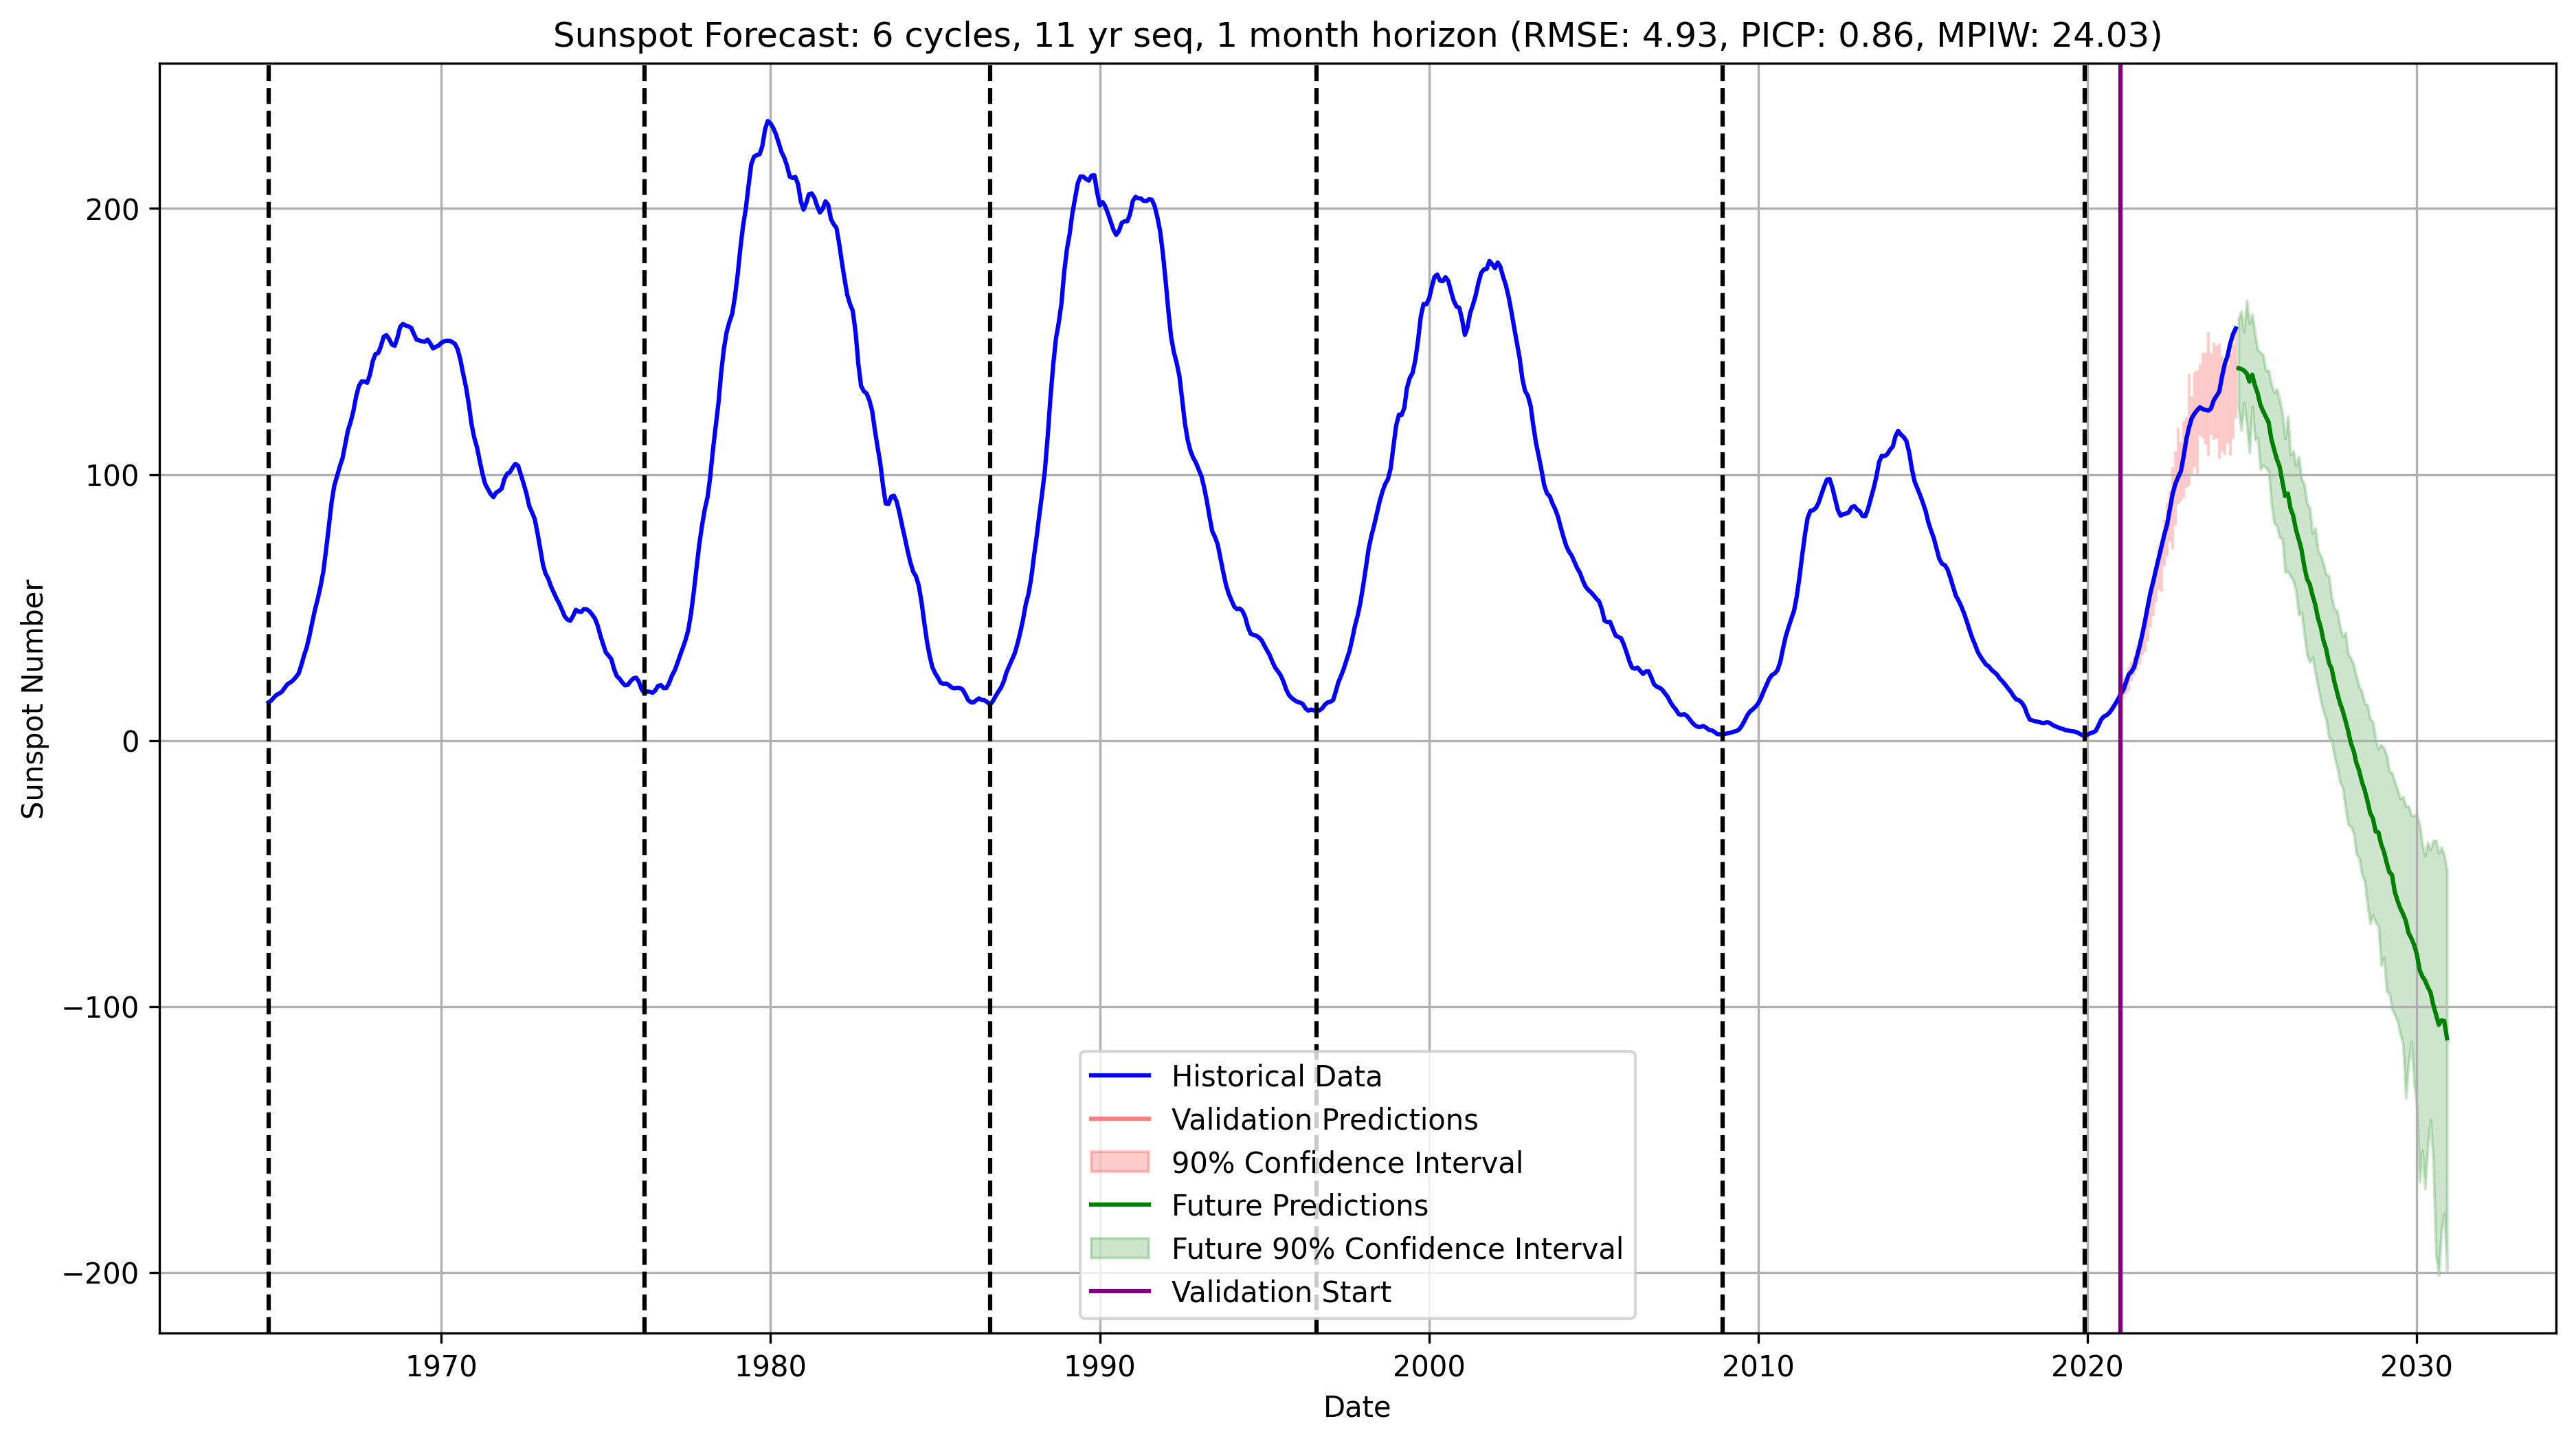 Sunspot Forecast: 6 cycles, 11 yr seq, 1 month horizon (RMSE: 4.93, PICP: 0.86, MPIW: 24.03)
Sunspot Number
200
100
0
−100
−200
Historical Data
Validation Predictions
90% Confidence Interval
Future Predictions
Future 90% Confidence Interval
Validation Start
1970 1980 1990 2000 2010 2020 2030
Date